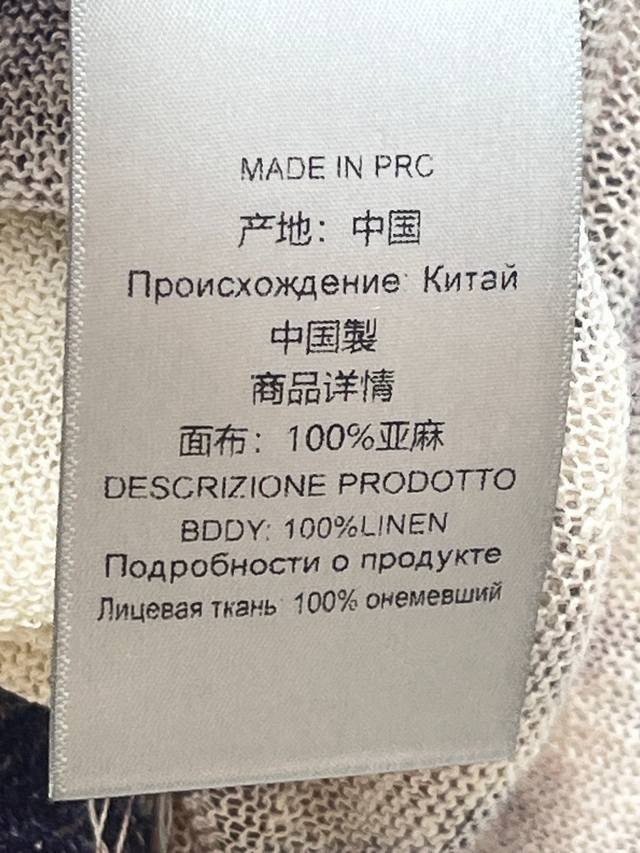 MADE IN PRC
产地：中国
Происхождение: Китай
中国製
商品详情
面布：100%亚麻
DESCRIZIONE PRODOTTO
BDDY: 100%LINEN
Подробности о продукте
Лицевая ткань: 100% онемевший